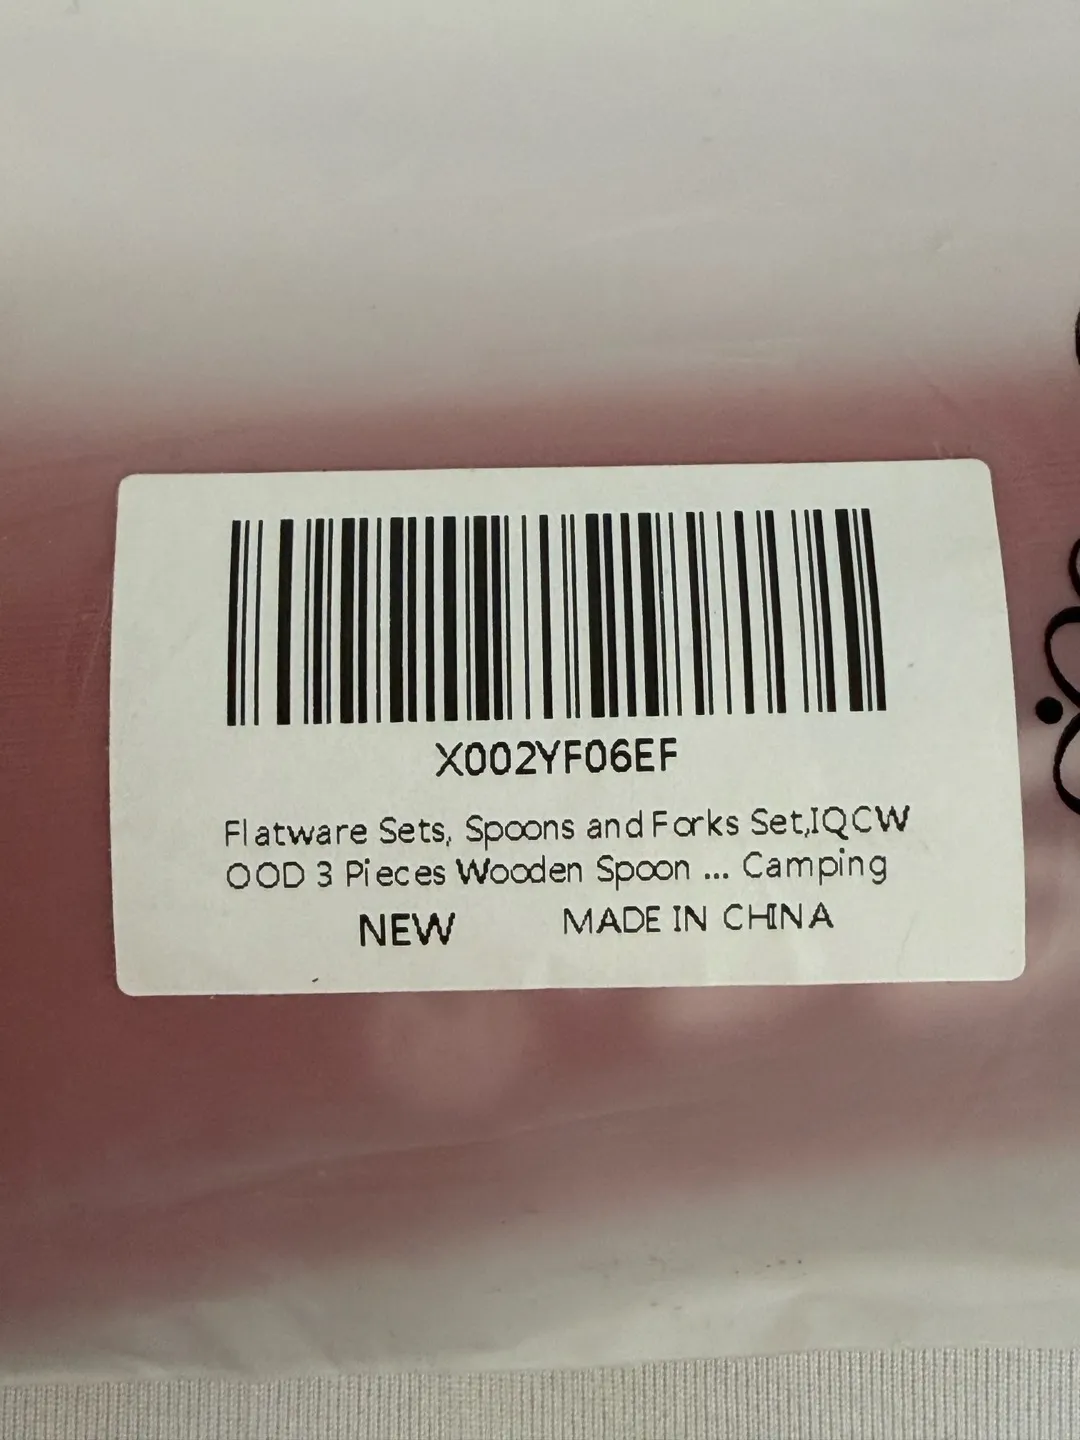 X002YF06EF
Flatware Sets, Spoons and Forks Set,IQCW
OOD 3 Pieces Wooden Spoon ... Camping
NEW MADE IN CHINA